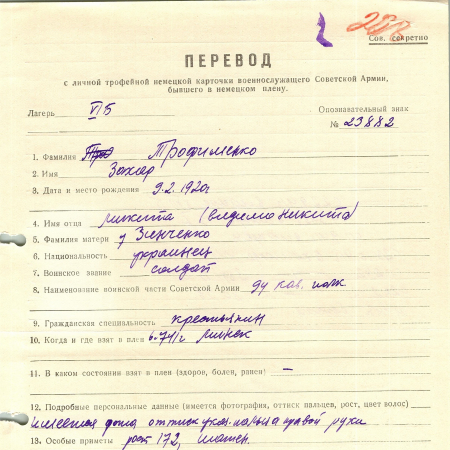 Сов. секретно
ПЕРЕВОД
с личной трофейной немецкой карточки военнослужащего Советской Армии,
бывшего в немецком плену.
Лагерь VI Б Опознавательный знак
№ 23882
1. Фамилия Трофименко
2. Имя Захар
3. Дата и место рождения 9.2.1920г
4. Имя отца Микита (видимо Никита)
5. Фамилия матери у Зинченко
6. Национальность украинец
7. Воинское звание солдат
8. Наименование воинской части Советской Армии 94 кав. полк
9. Гражданская специальность крестьянин
10. Когда и где взят в плен 6.7.41г Минск
11. В каком состоянии взят в плен (здоров, болен, ранен) —
12. Подробные персональные данные (имеется фотография, оттиск пальцев, рост, цвет волос)
имеется фото, оттиск указ. пальца правой руки
13. Особые приметы рост 172,